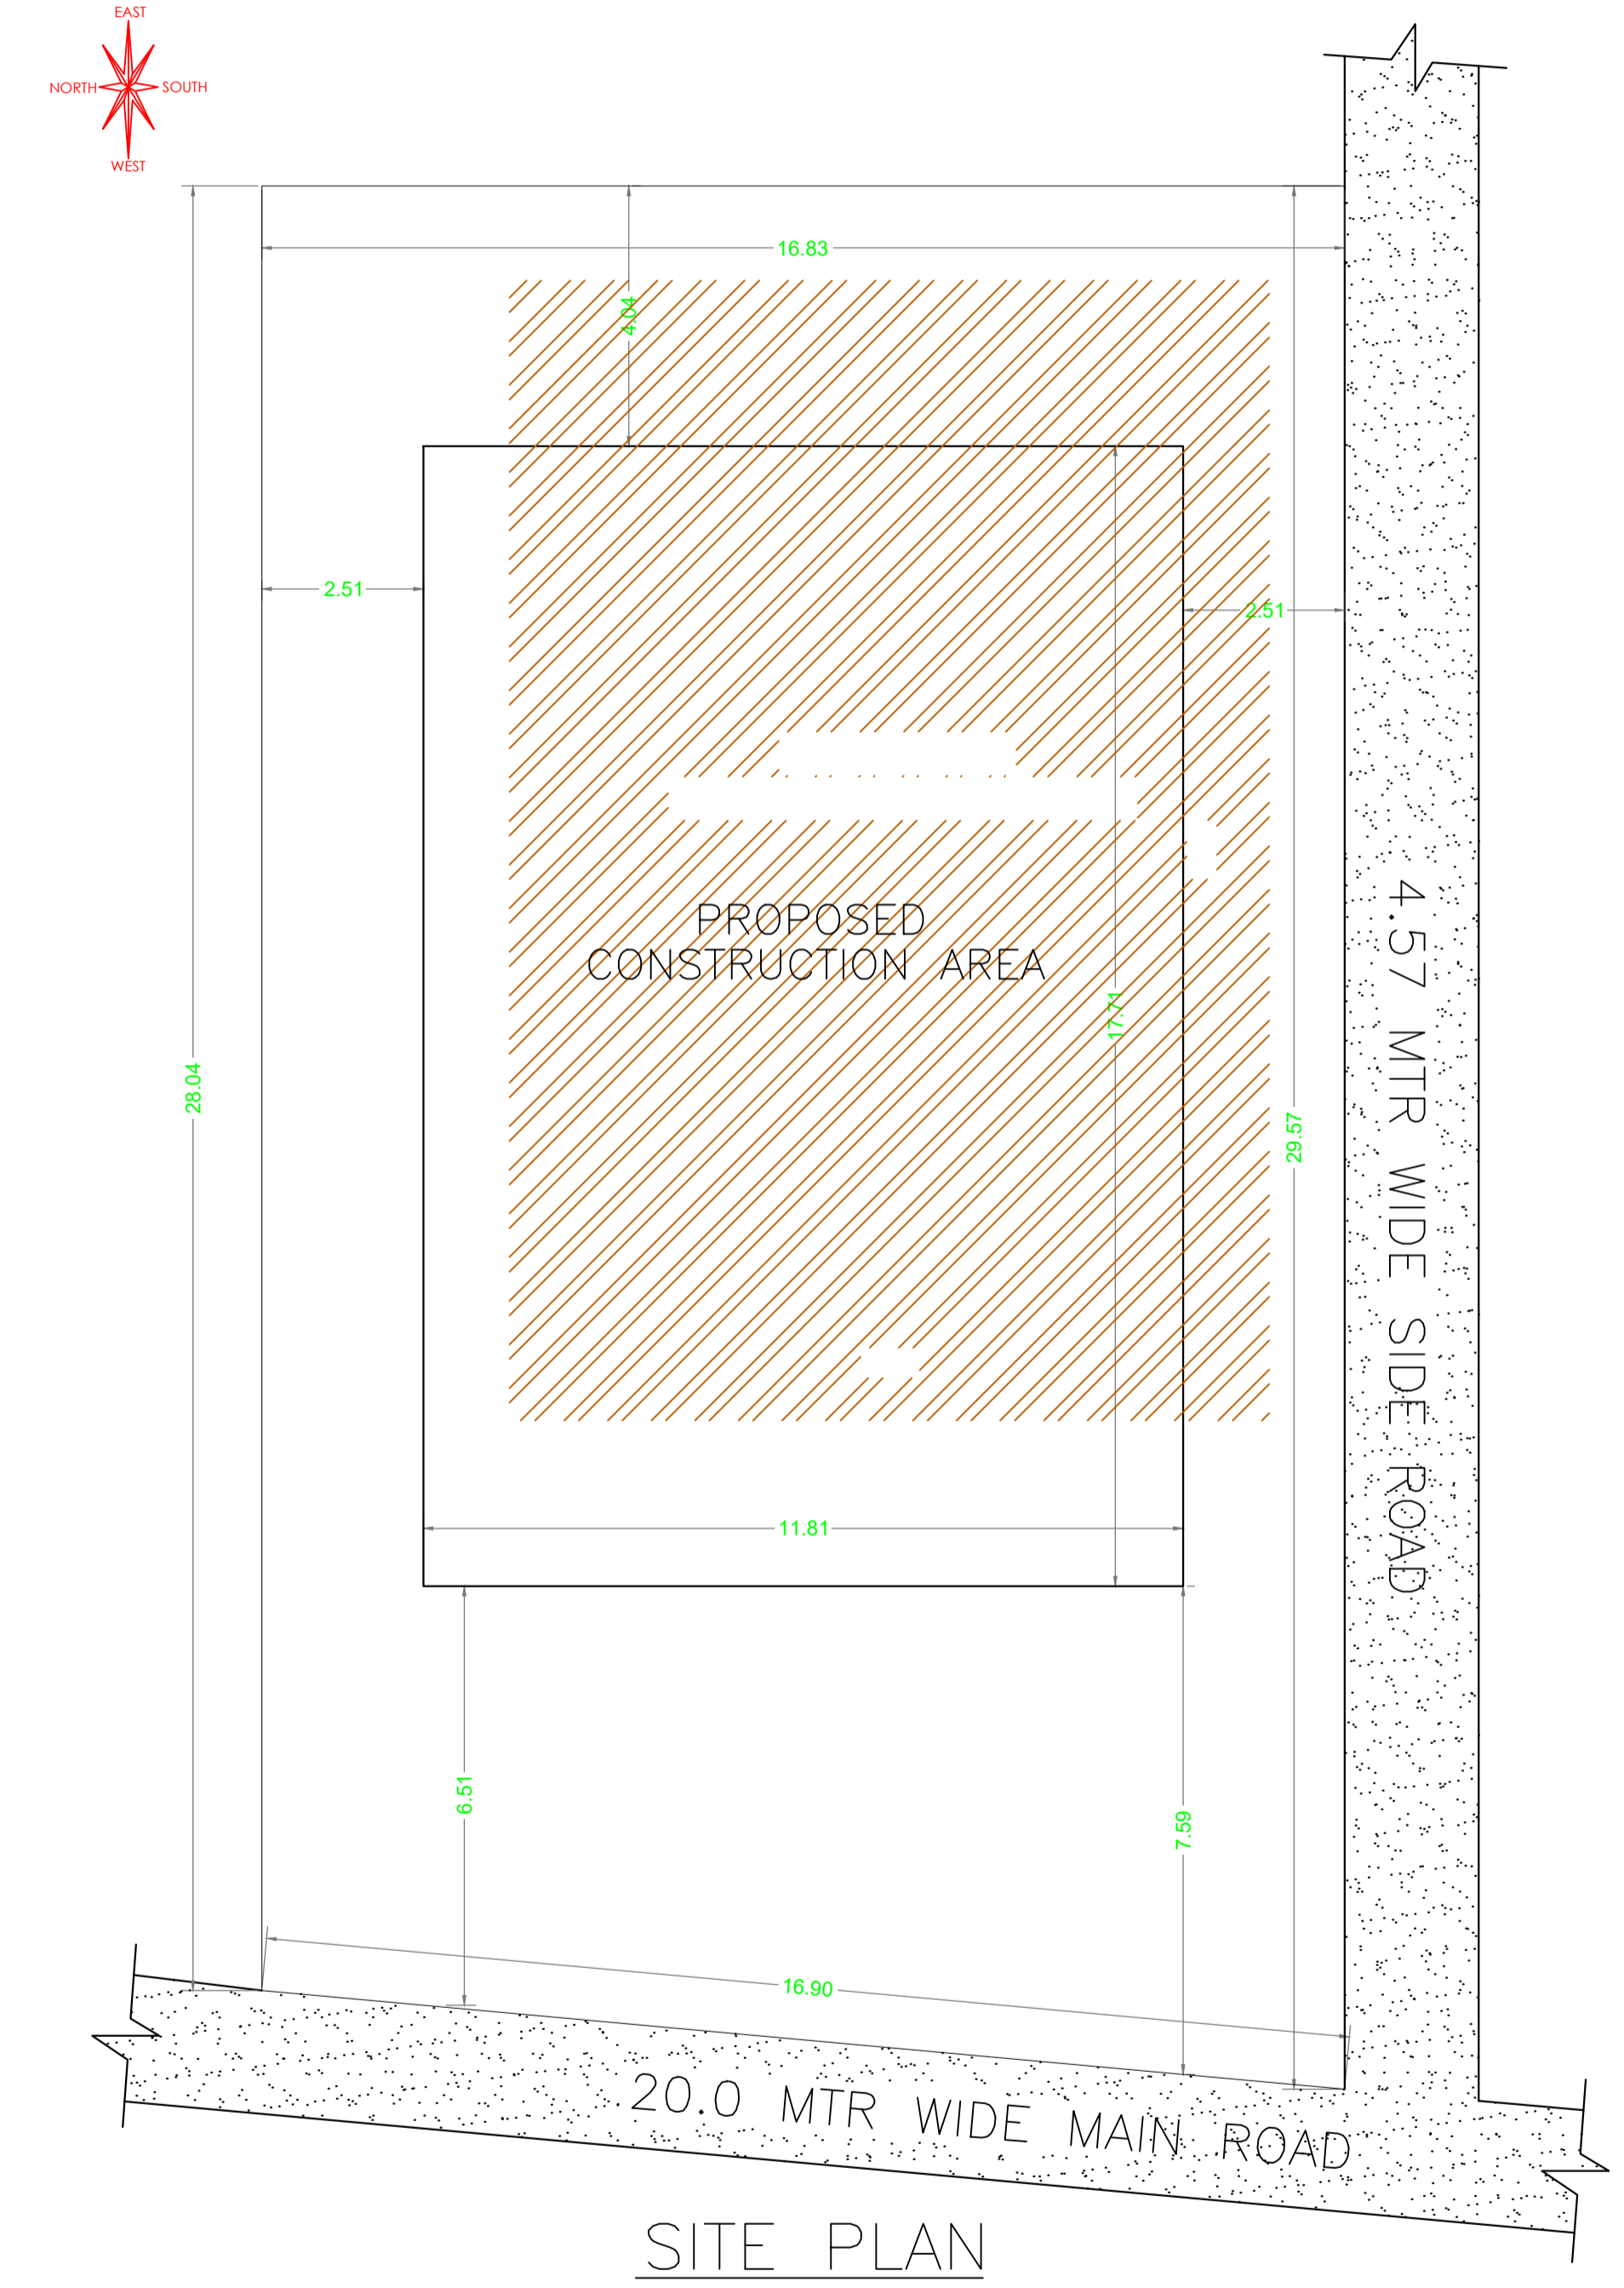 EAST
NORTH
SOUTH
WEST
16.83
4.04
2.51
2.51
PROPOSED
CONSTRUCTION AREA
17.71
28.04
29.57
4.57 MTR WIDE SIDE ROAD
11.81
6.51
7.59
16.90
20.0 MTR WIDE MAIN ROAD
SITE PLAN